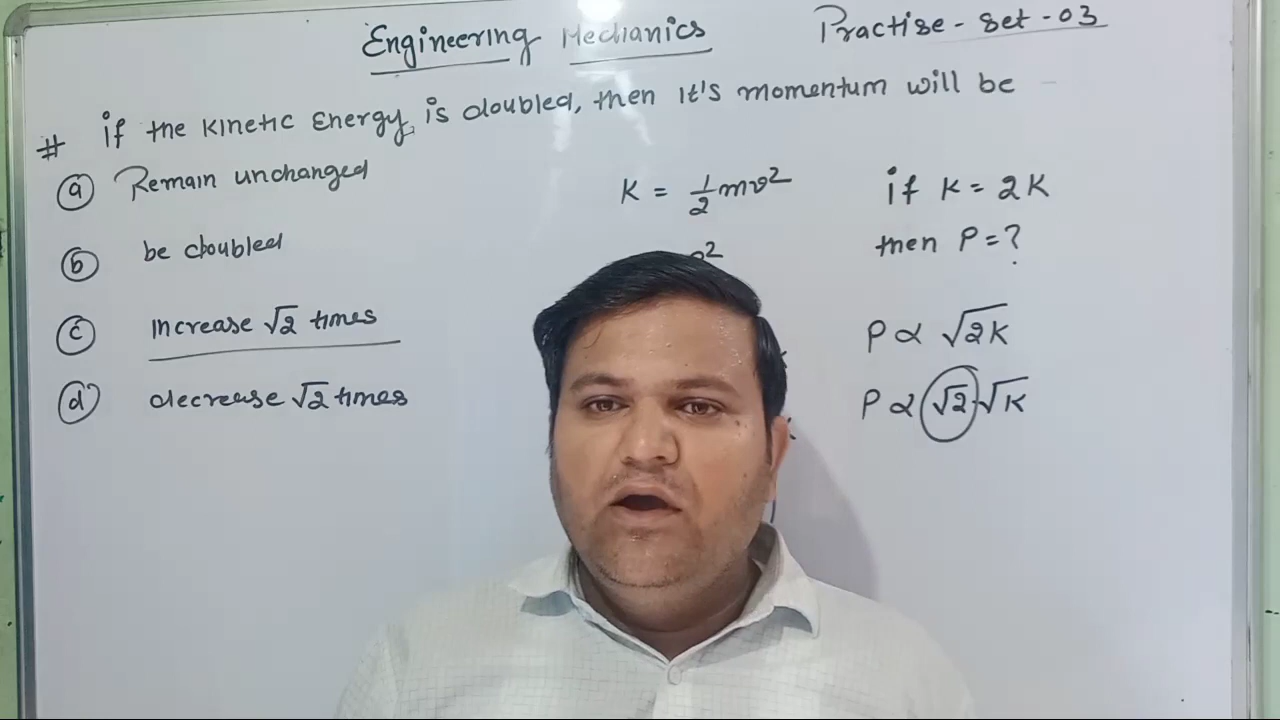 Engineering Mechanics
Practise - Set - 03
# if the Kinetic Energy, is doubled, then it's momentum will be -
(a) Remain unchanged
(b) be doubled
(c) increase √2 times
(d) decrease √2 times
K = 1/2 mv²
if K = 2K
then P = ?
P ∝ √2K
P ∝ √2 √K